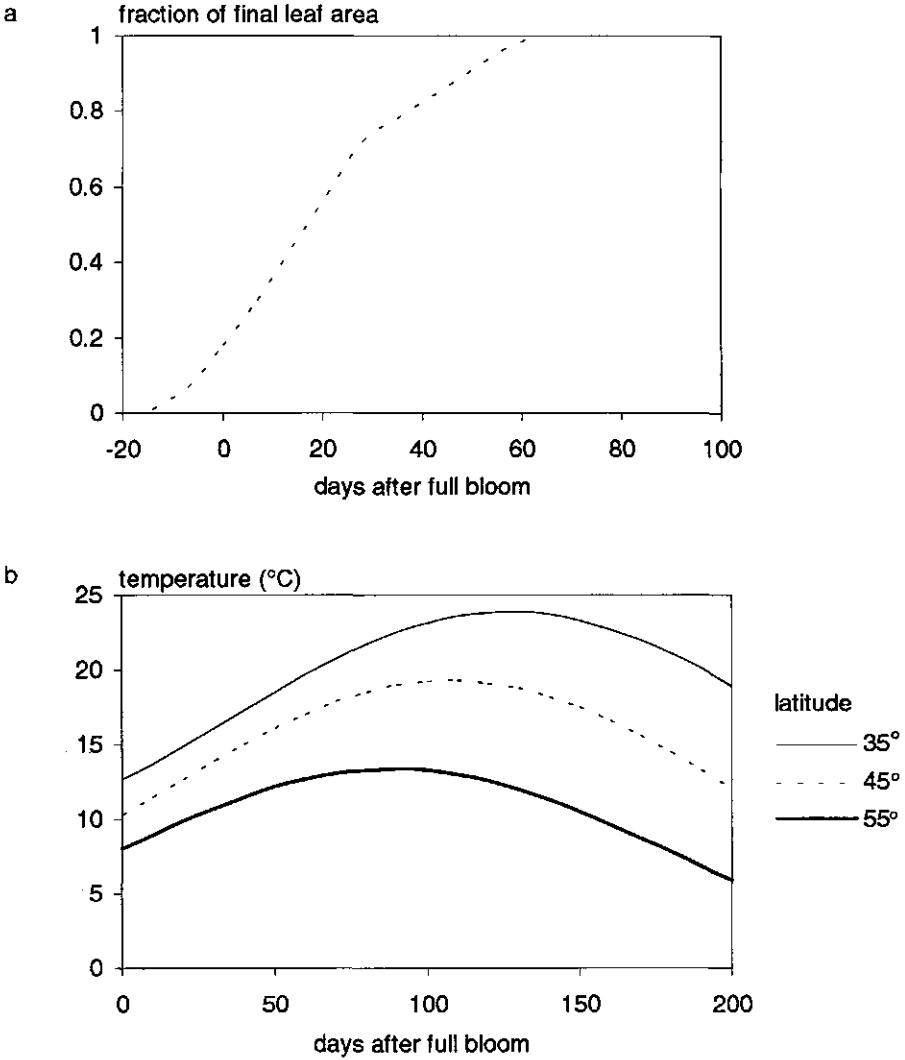 a
fraction of final leaf area
1
0.8
0.6
0.4
0.2
0
-20 0 20 40 60 80 100
days after full bloom
b
temperature (°C)
25
20
15
10
5
0
0 50 100 150 200
days after full bloom
latitude
35°
45°
55°